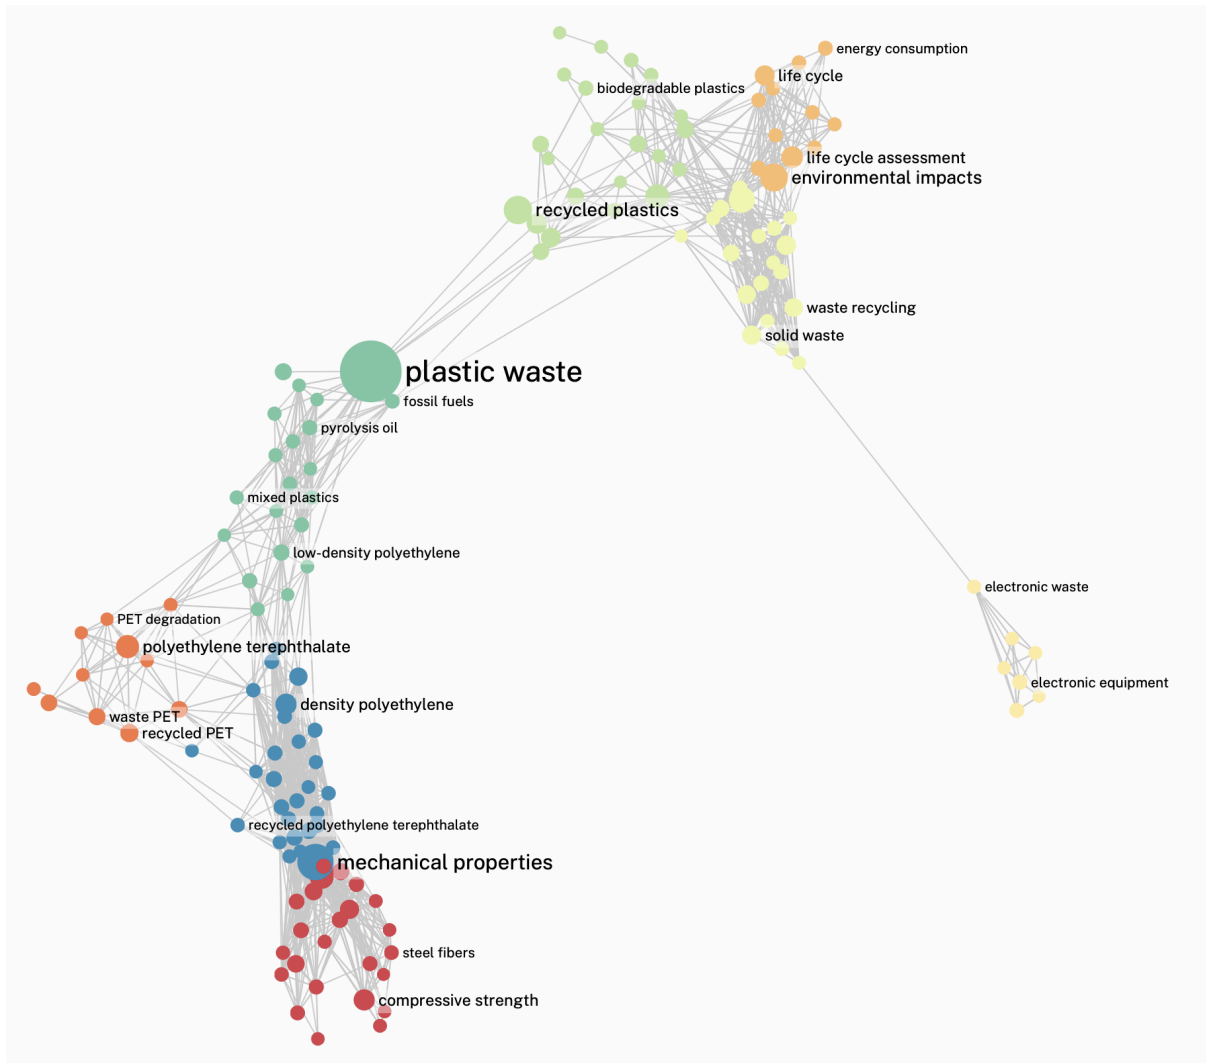 energy consumption
life cycle
biodegradable plastics
life cycle assessment
environmental impacts
recycled plastics
waste recycling
solid waste
plastic waste
fossil fuels
pyrolysis oil
mixed plastics
low-density polyethylene
electronic waste
PET degradation
polyethylene terephthalate
electronic equipment
density polyethylene
waste PET
recycled PET
recycled polyethylene terephthalate
mechanical properties
steel fibers
compressive strength